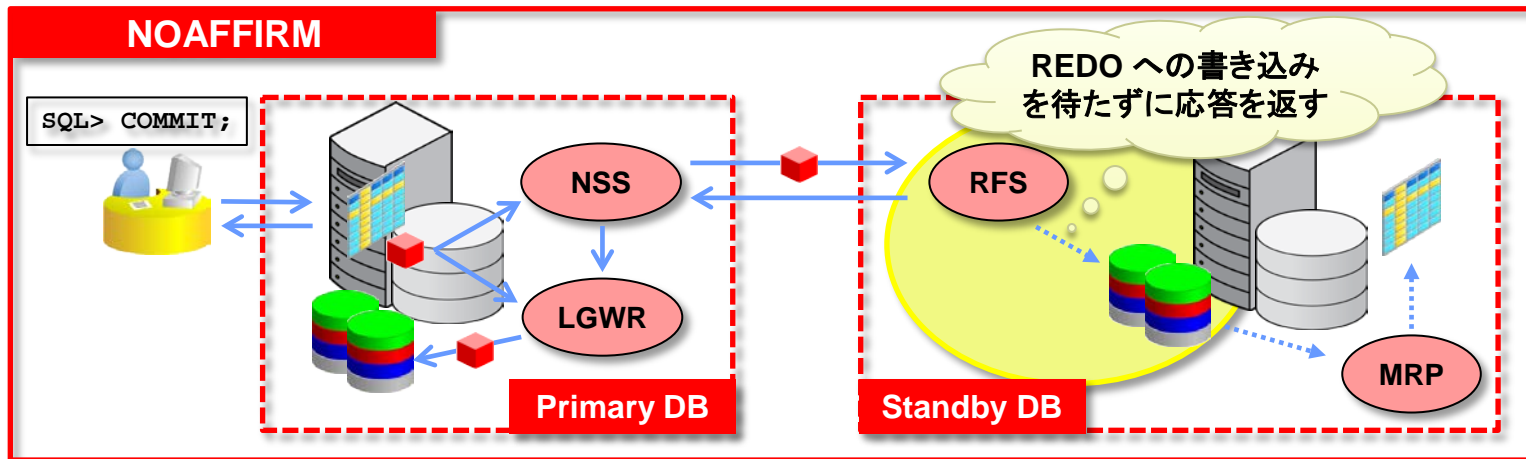 NOAFFIRM
SQL> COMMIT;
REDO への書き込み
を待たずに応答を返す
NSS
RFS
LGWR
MRP
Primary DB
Standby DB